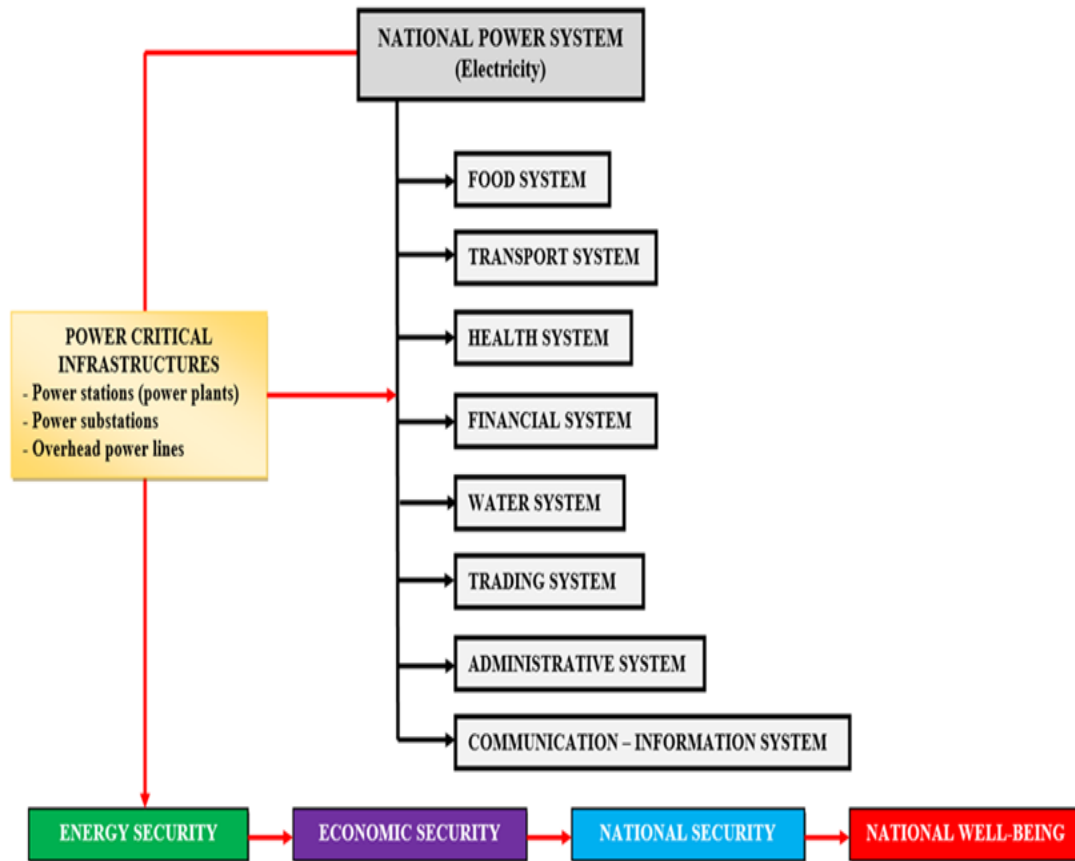 NATIONAL POWER SYSTEM
(Electricity)
FOOD SYSTEM
TRANSPORT SYSTEM
HEALTH SYSTEM
POWER CRITICAL
INFRASTRUCTURES
- Power stations (power plants)
- Power substations
- Overhead power lines
FINANCIAL SYSTEM
WATER SYSTEM
TRADING SYSTEM
ADMINISTRATIVE SYSTEM
COMMUNICATION – INFORMATION SYSTEM
ENERGY SECURITY
ECONOMIC SECURITY
NATIONAL SECURITY
NATIONAL WELL-BEING